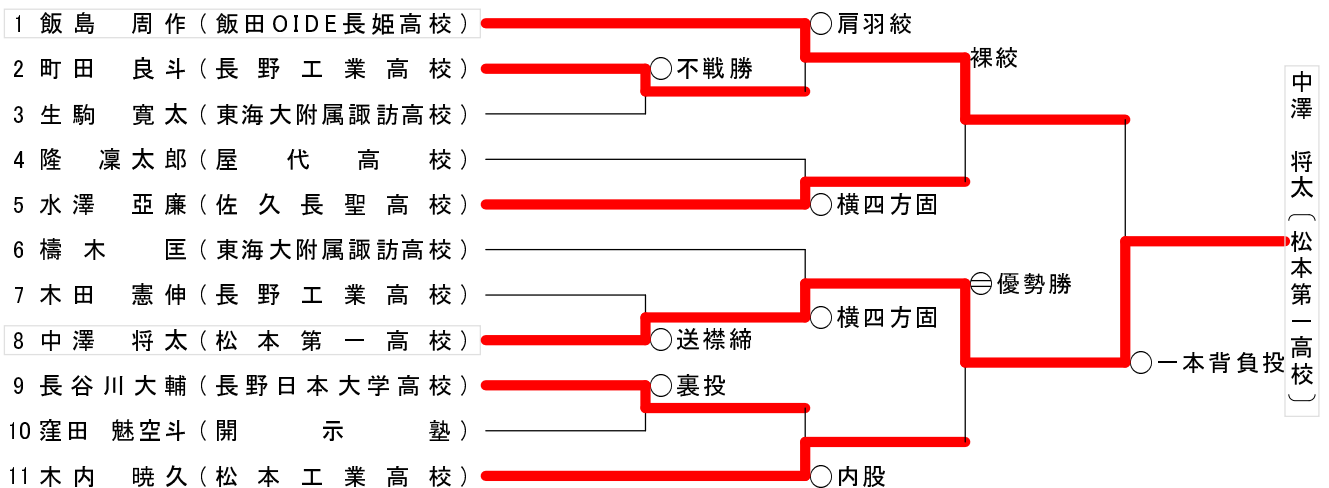 1 飯島 周作（飯田OIDE長姫高校）
2 町田 良斗（長野工業高校）
3 生駒 寛太（東海大附属諏訪高校）
4 隆 凜太郎（屋代高校）
5 水澤 亞廉（佐久長聖高校）
6 檮木 匡（東海大附属諏訪高校）
7 木田 憲伸（長野工業高校）
8 中澤 将太（松本第一高校）
9 長谷川大輔（長野日本大学高校）
10 窪田 魅空斗（開示塾）
11 木内 暁久（松本工業高校）
○不戦勝
○送襟締
○裏投
○肩羽絞
○横四方固
○横四方固
○内股
裸絞
㊁優勢勝
○一本背負投
中澤 将太（松本第一高校）